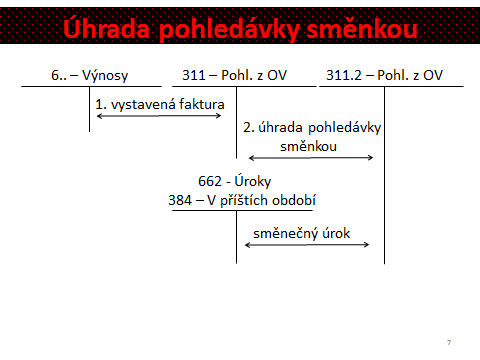 Úhrada pohledávky směnkou
6.. – Výnosy
311 – Pohl. z OV
311.2 – Pohl. z OV
1. vystavená faktura
2. úhrada pohledávky
směnkou
662 - Úroky
384 – V příštích období
směnečný úrok
7